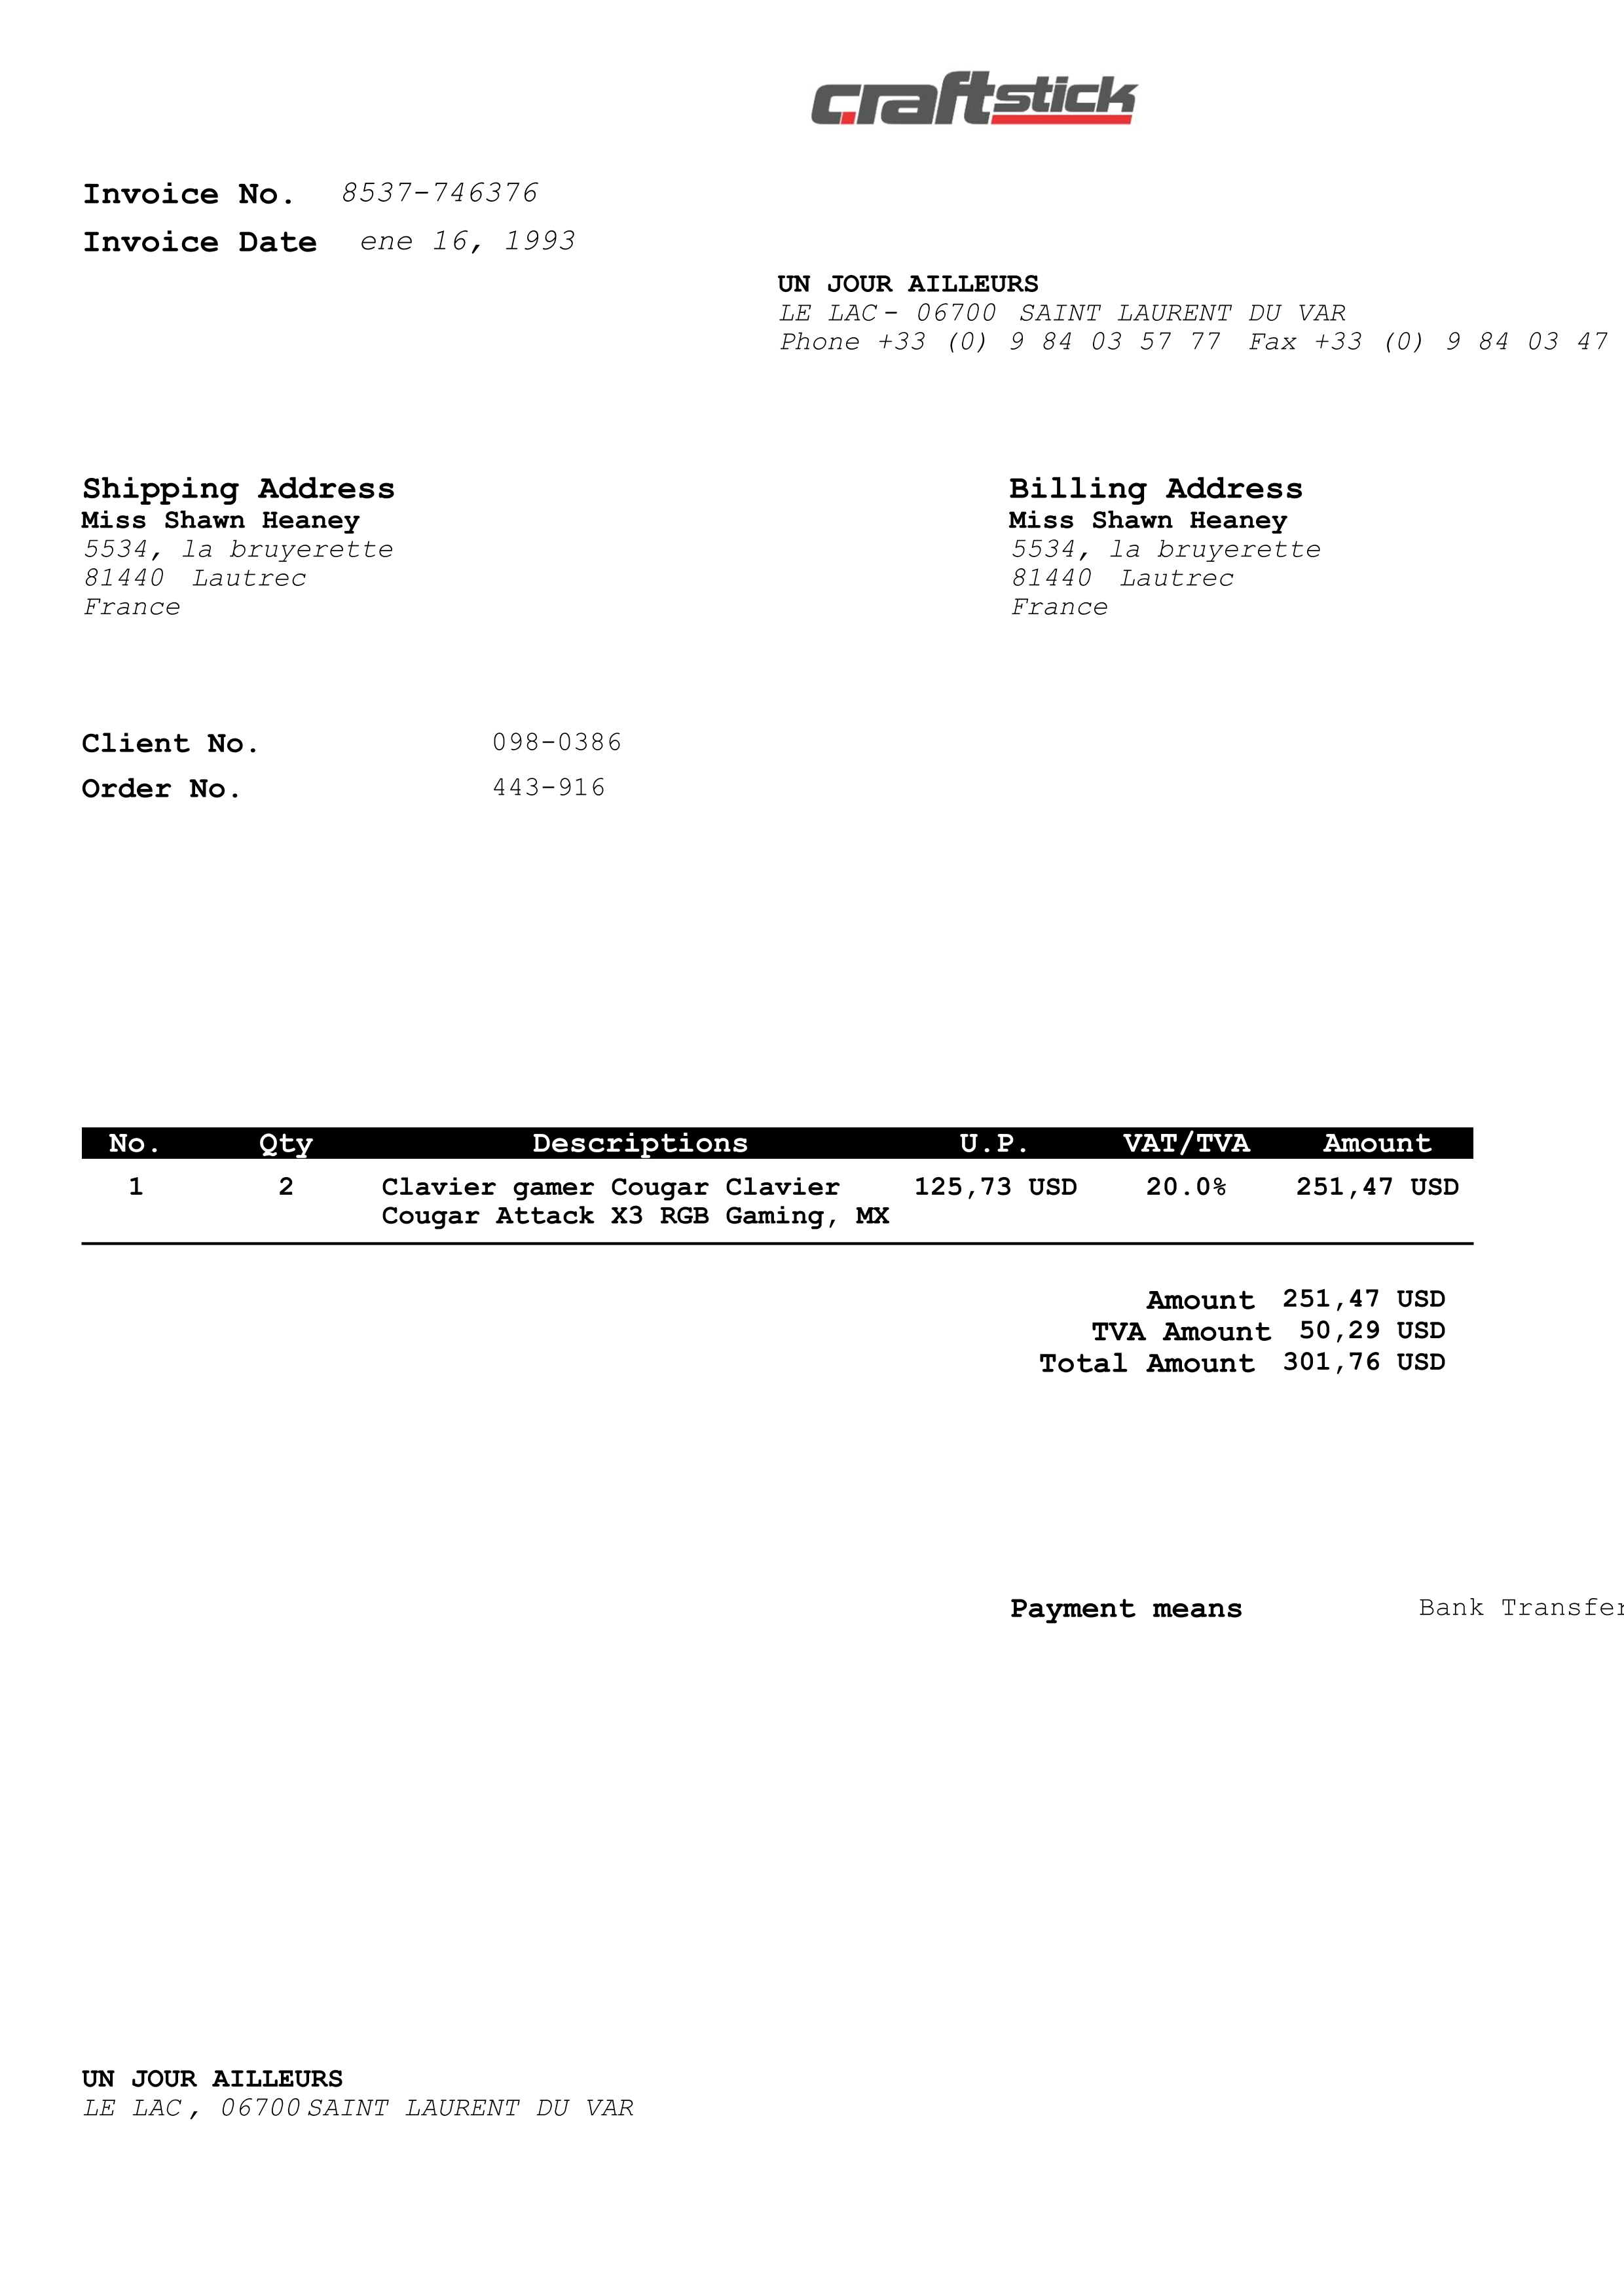 craftstick
Invoice No. 8537-746376
Invoice Date ene 16, 1993
UN JOUR AILLEURS
LE LAC - 06700 SAINT LAURENT DU VAR
Phone +33 (0) 9 84 03 57 77 Fax +33 (0) 9 84 03 47
Shipping Address
Miss Shawn Heaney
5534, la bruyerette
81440 Lautrec
France
Billing Address
Miss Shawn Heaney
5534, la bruyerette
81440 Lautrec
France
Client No. 098-0386
Order No. 443-916
No. Qty Descriptions U.P. VAT/TVA Amount
1 2 Clavier gamer Cougar Clavier 125,73 USD 20.0% 251,47 USD
Cougar Attack X3 RGB Gaming, MX
Amount 251,47 USD
TVA Amount 50,29 USD
Total Amount 301,76 USD
Payment means Bank Transfer
UN JOUR AILLEURS
LE LAC , 06700 SAINT LAURENT DU VAR